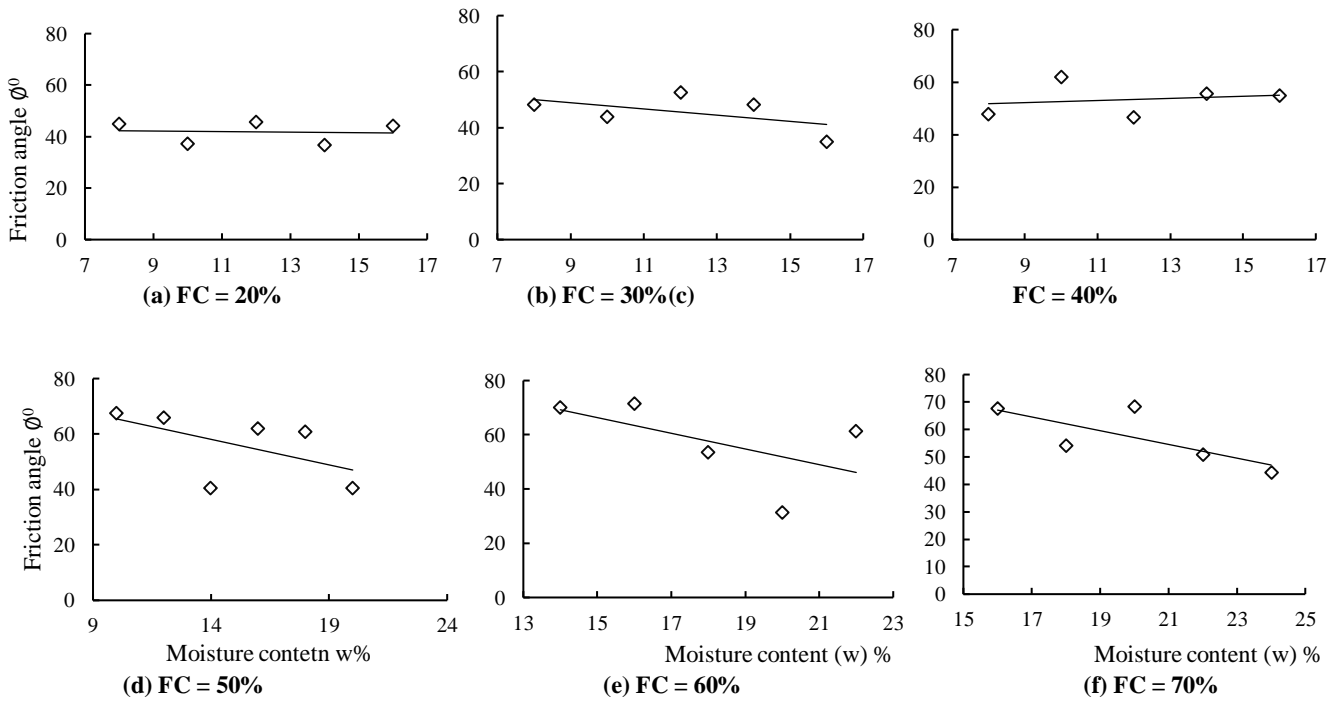 80
60
40
20
0
Friction angle Ø⁰
7 9 11 13 15 17
(a) FC = 20%
80
60
40
20
0
7 9 11 13 15 17
(b) FC = 30%(c)
80
60
40
20
0
7 9 11 13 15 17
FC = 40%
80
60
40
20
0
Friction angle Ø⁰
9 14 19 24
Moisture contetn w%
(d) FC = 50%
80
60
40
20
0
13 15 17 19 21 23
Moisture content (w) %
(e) FC = 60%
80
70
60
50
40
30
20
10
0
15 17 19 21 23 25
Moisture content (w) %
(f) FC = 70%